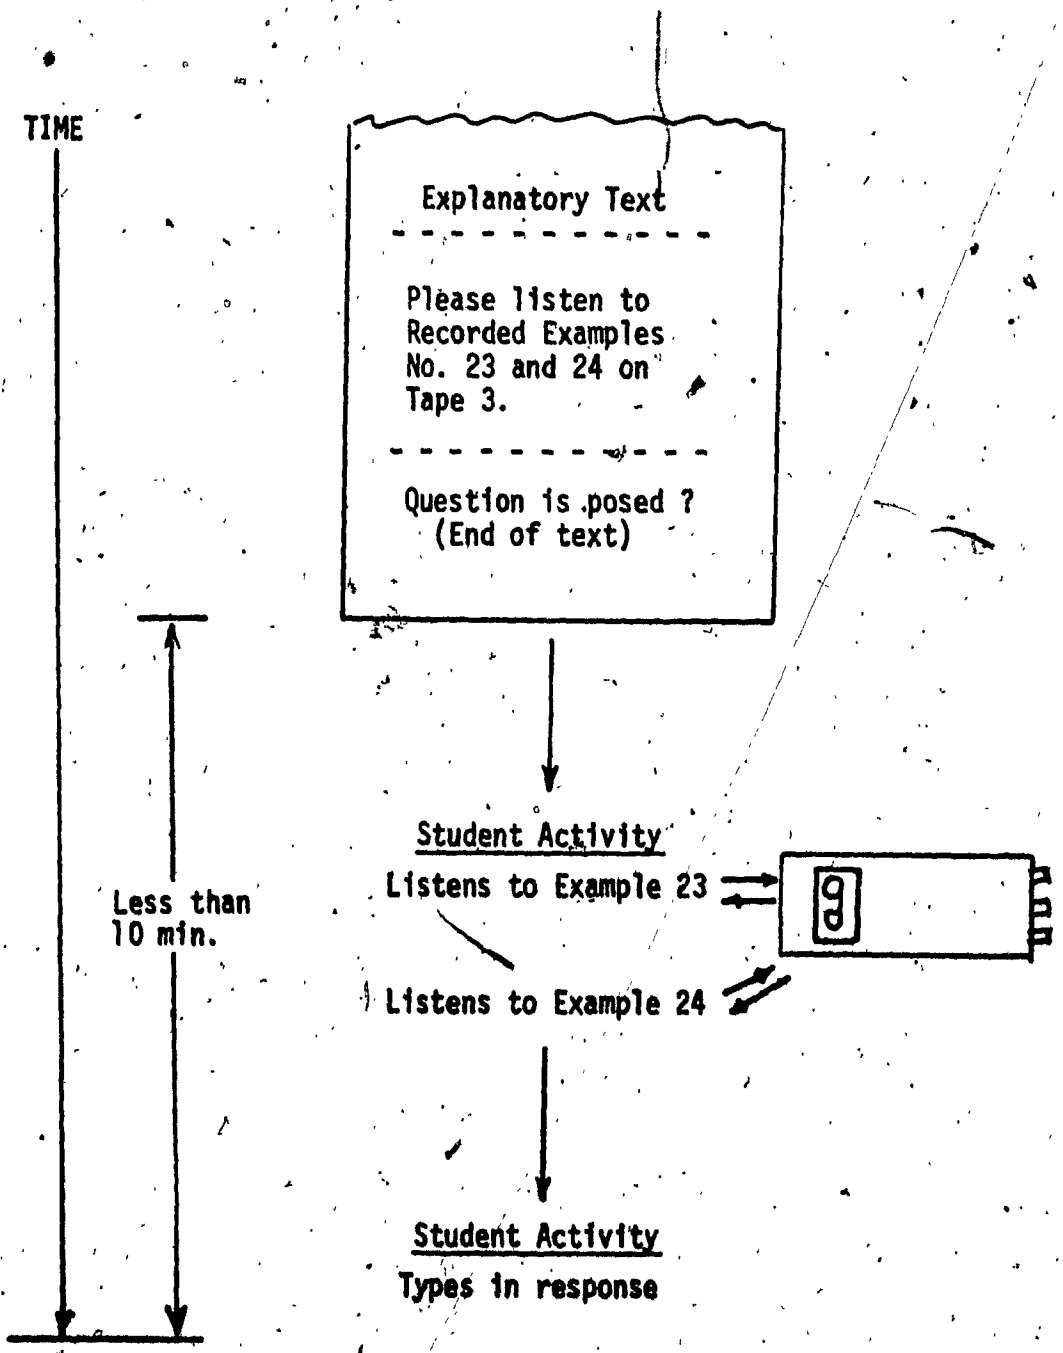 TIME
Explanatory Text
Please listen to
Recorded Examples
No. 23 and 24 on
Tape 3.
Question is posed ?
(End of text)
Student Activity
Listens to Example 23
Less than
10 min.
Listens to Example 24
Student Activity
Types in response